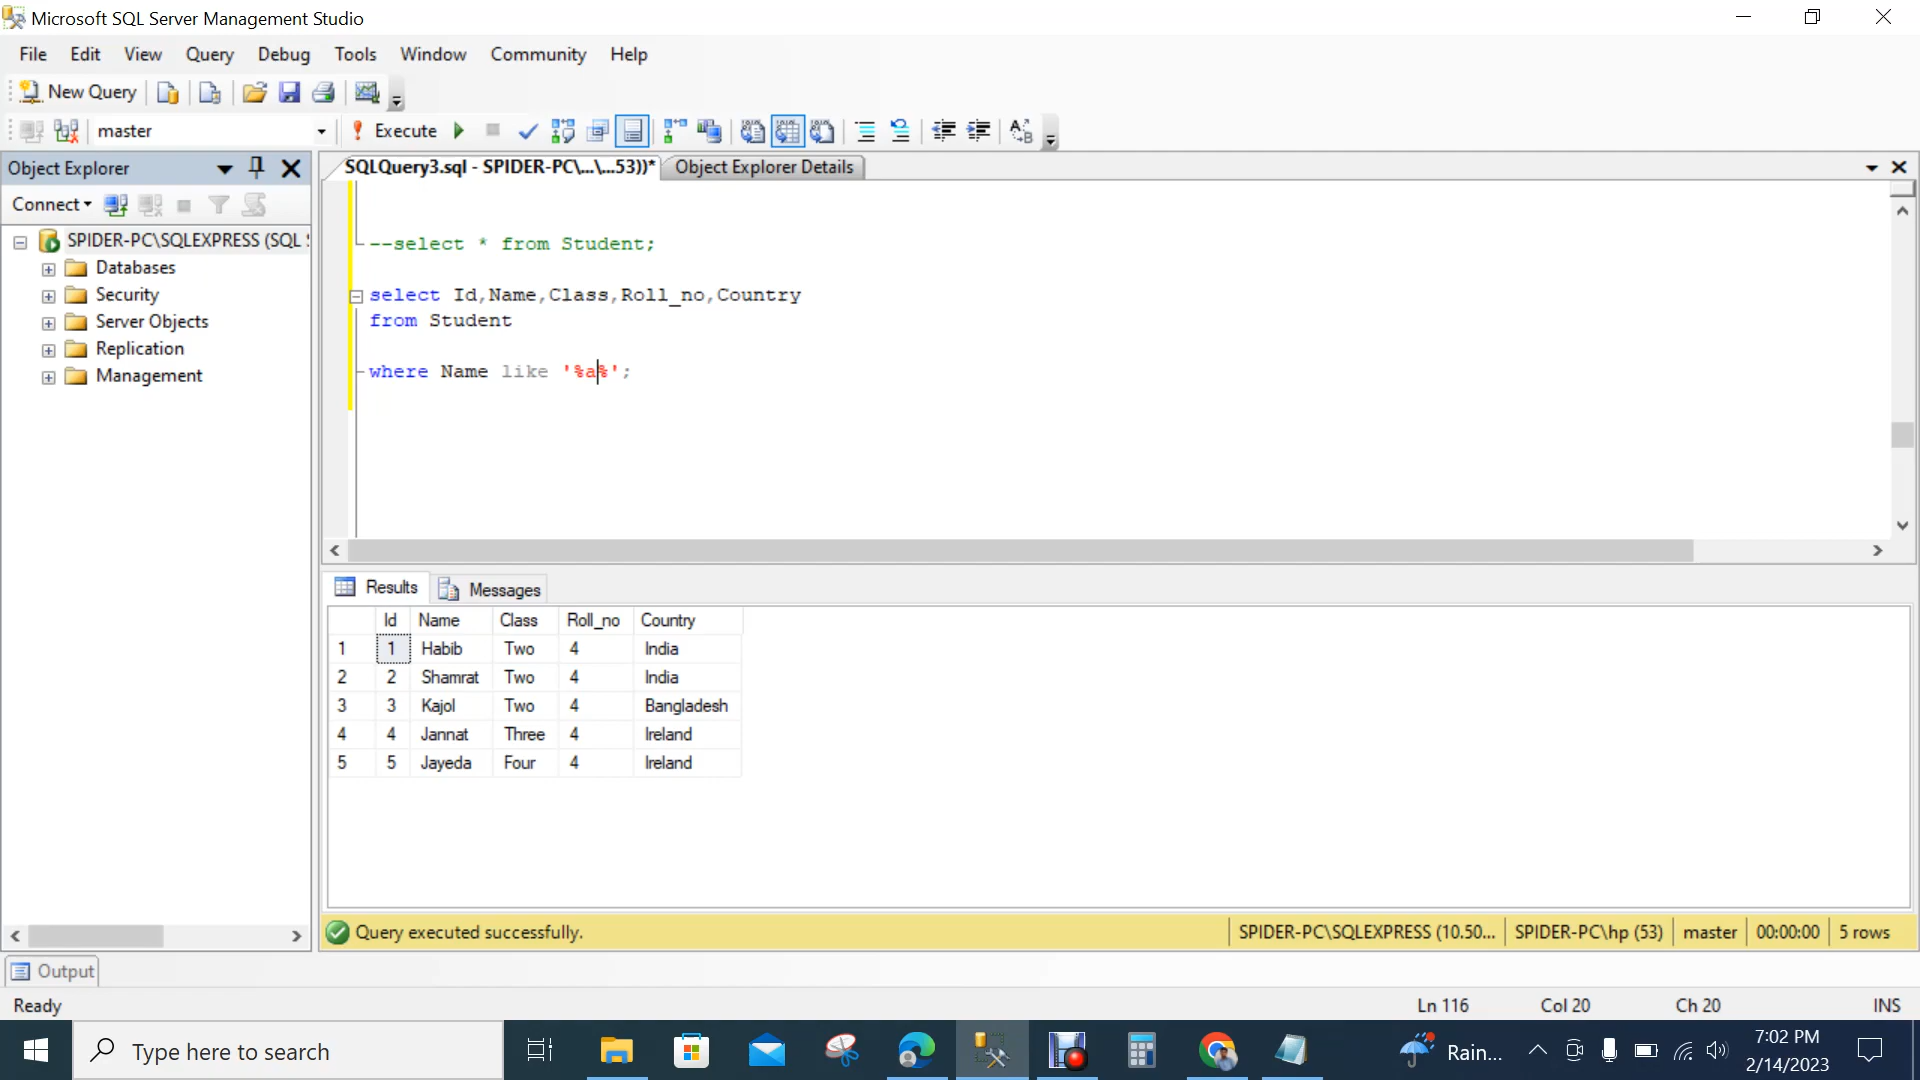 Microsoft SQL Server Management Studio
File Edit View Query Debug Tools Window Community Help
New Query
master Execute
Object Explorer
SQLQuery3.sql - SPIDER-PC\...\...53))* Object Explorer Details
Connect
SPIDER-PC\SQLEXPRESS (SQL
Databases
Security
Server Objects
Replication
Management
--select * from Student;
select Id,Name,Class,Roll_no,Country
from Student
where Name like '%a%';
Results Messages
Id Name Class Roll_no Country
1 1 Habib Two 4 India
2 2 Shamrat Two 4 India
3 3 Kajol Two 4 Bangladesh
4 4 Jannat Three 4 Ireland
5 5 Jayeda Four 4 Ireland
Query executed successfully. SPIDER-PC\SQLEXPRESS (10.50... SPIDER-PC\hp (53) master 00:00:00 5 rows
Output
Ready Ln 116 Col 20 Ch 20 INS
Type here to search Rain... 7:02 PM
2/14/2023